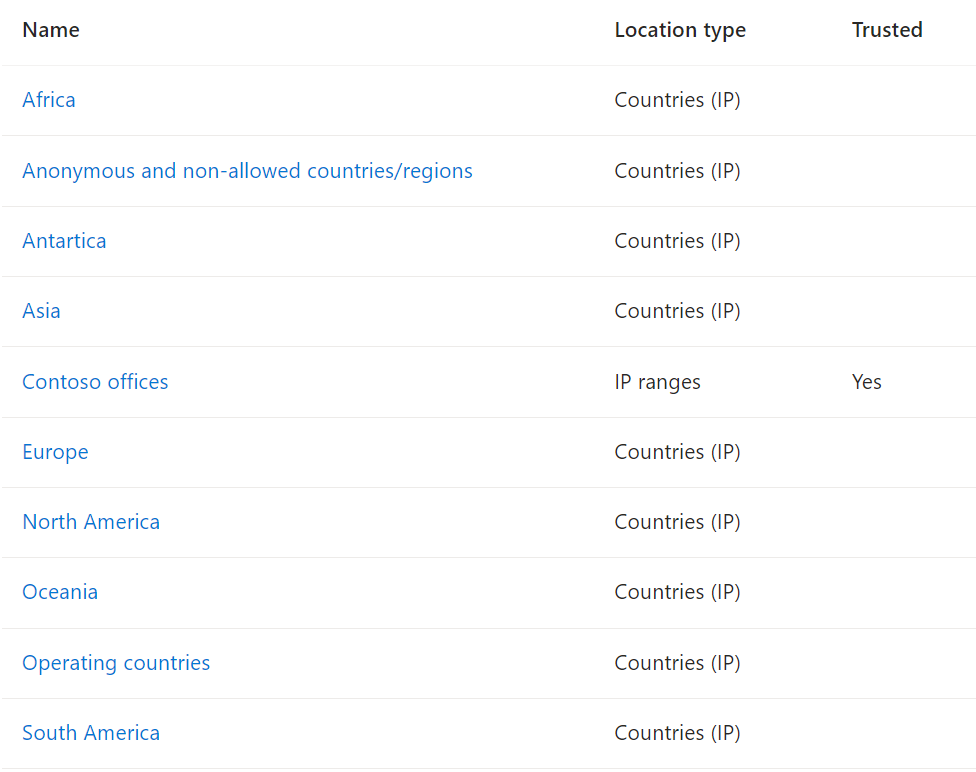 Name Location type Trusted
Africa Countries (IP)
Anonymous and non-allowed countries/regions Countries (IP)
Antartica Countries (IP)
Asia Countries (IP)
Contoso offices IP ranges Yes
Europe Countries (IP)
North America Countries (IP)
Oceania Countries (IP)
Operating countries Countries (IP)
South America Countries (IP)